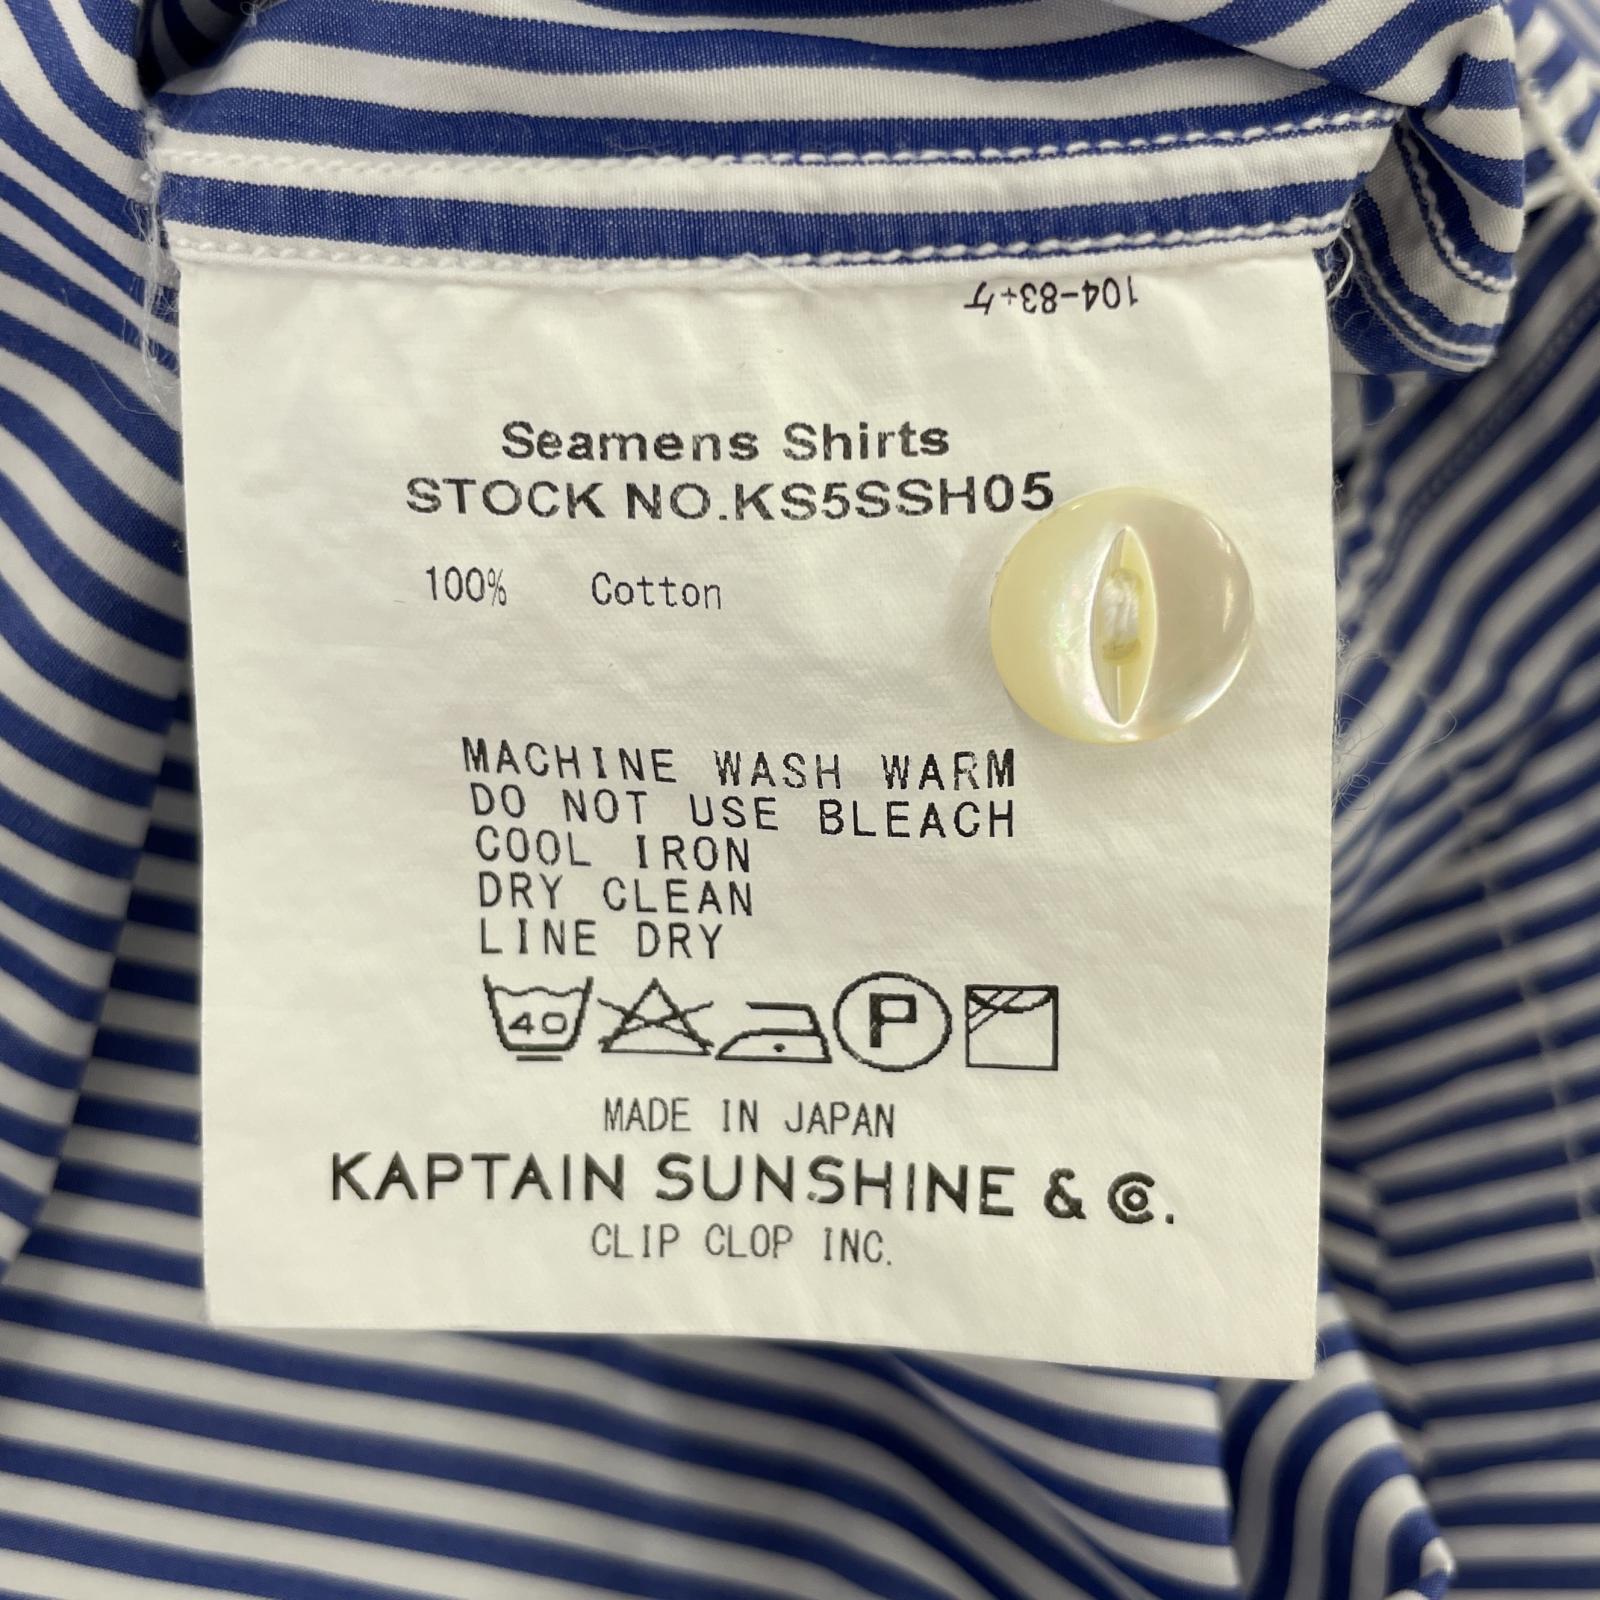 104-83+ケ
Seamens Shirts
STOCK NO.KS5SSH05
100% Cotton
MACHINE WASH WARM
DO NOT USE BLEACH
COOL IRON
DRY CLEAN
LINE DRY
40 P
MADE IN JAPAN
KAPTAIN SUNSHINE & Co.
CLIP CLOP INC.